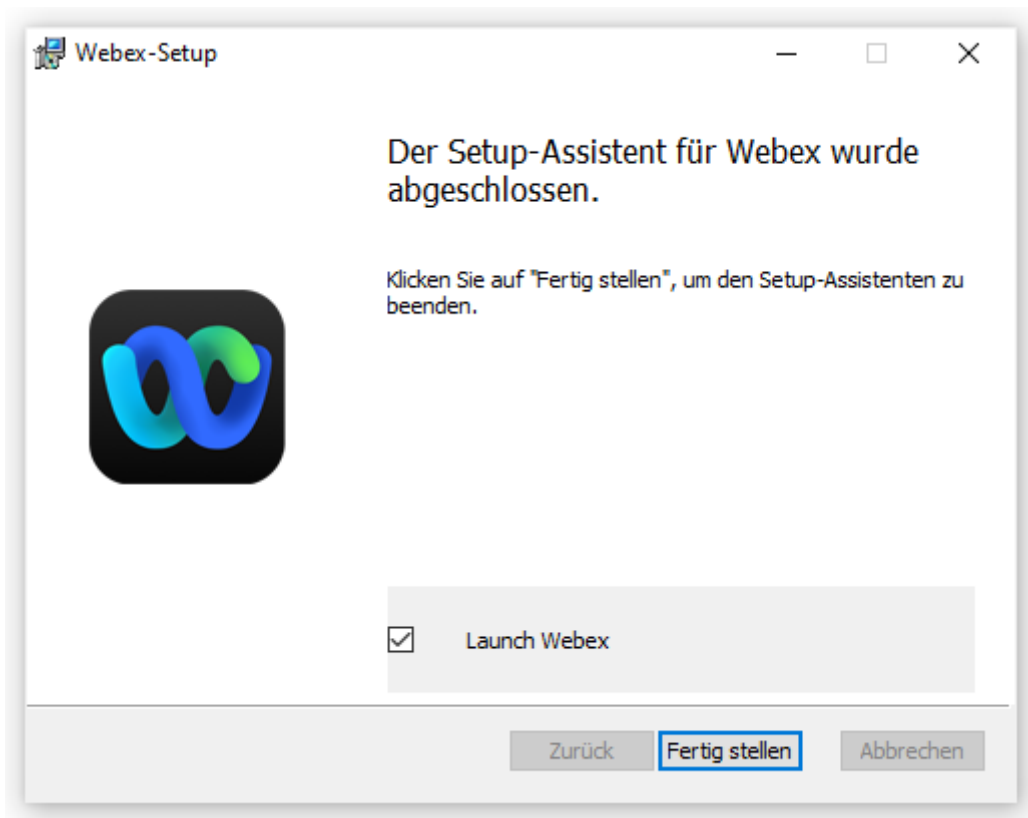 Webex-Setup
Der Setup-Assistent für Webex wurde
abgeschlossen.
Klicken Sie auf "Fertig stellen", um den Setup-Assistenten zu
beenden.
Launch Webex
Zurück
Fertig stellen
Abbrechen